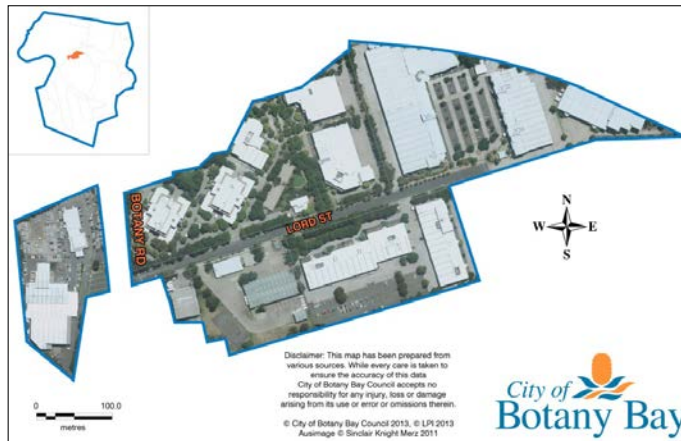 BOTANY RD
LORD ST
N
W E
S
0 100.0
metres
Disclaimer: This map has been prepared from
various sources. While every care is taken to
ensure the accuracy of this data
City of Botany Bay Council accepts no
responsibility for any injury, loss or damage
arising from its use or error or omissions therein.
© City of Botany Bay Council 2013, © LPI 2013
Ausimage © Sinclair Knight Merz 2011
City of
Botany Bay